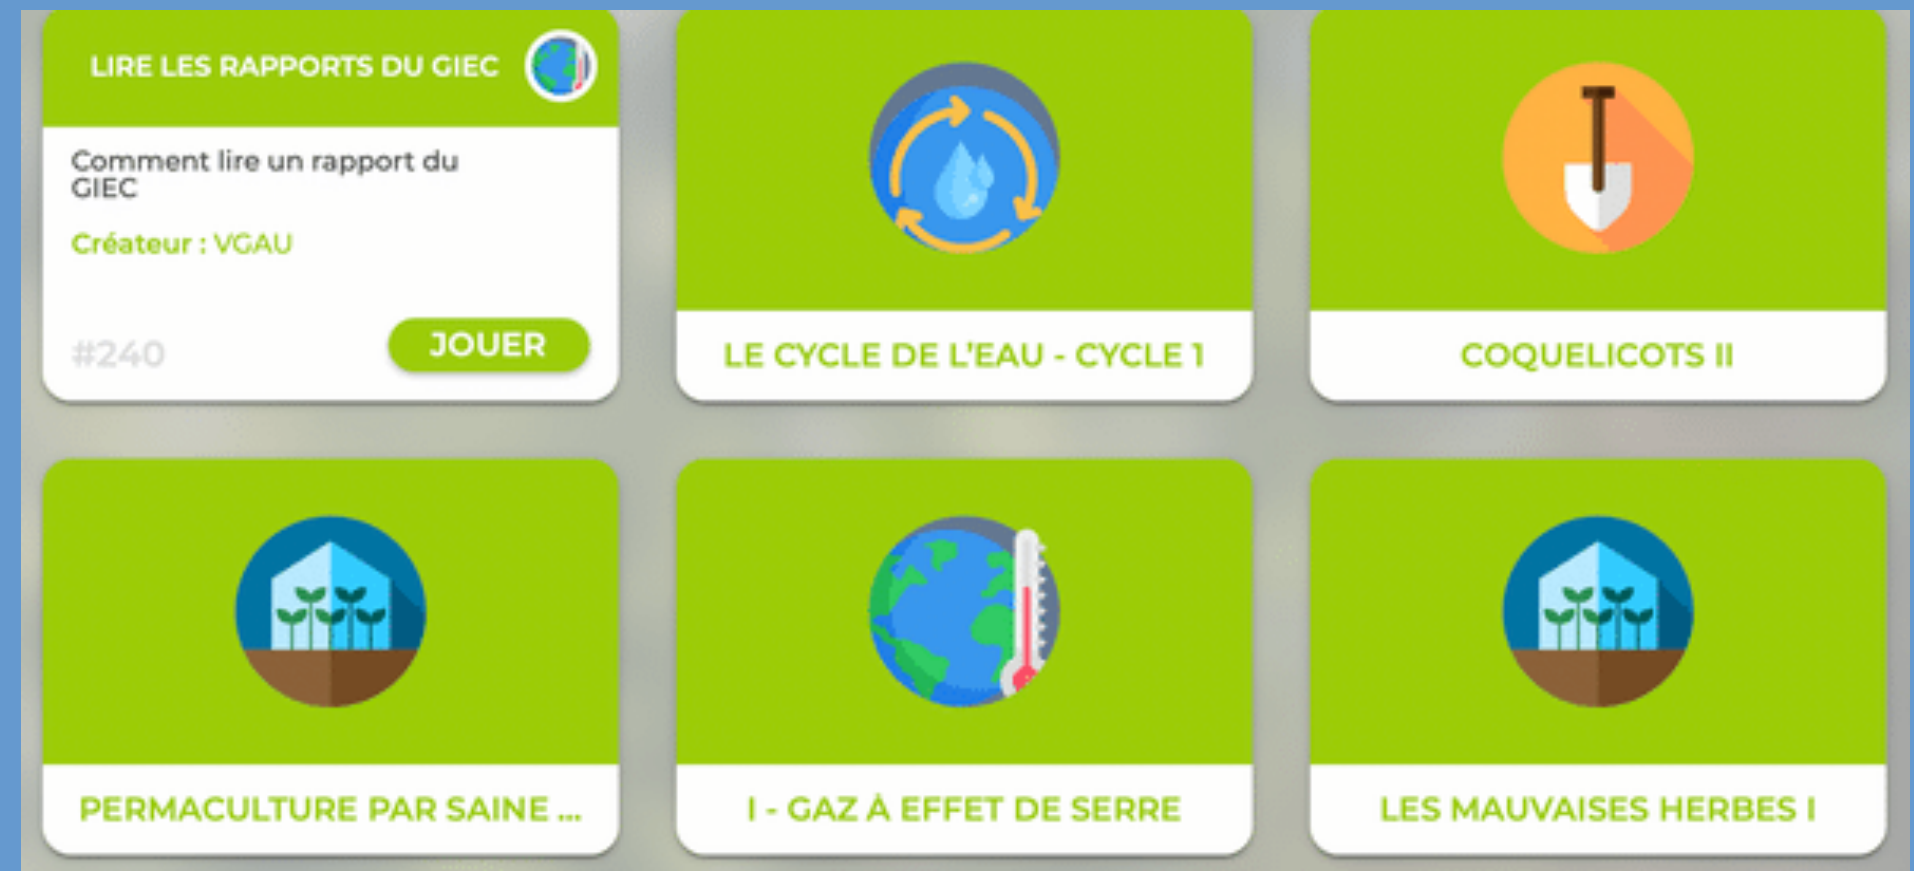 LIRE LES RAPPORTS DU GIEC
Comment lire un rapport du
GIEC
Créateur : VGAU
#240
JOUER
LE CYCLE DE L'EAU - CYCLE 1
COQUELICOTS II
PERMACULTURE PAR SAINE ...
I - GAZ À EFFET DE SERRE
LES MAUVAISES HERBES I